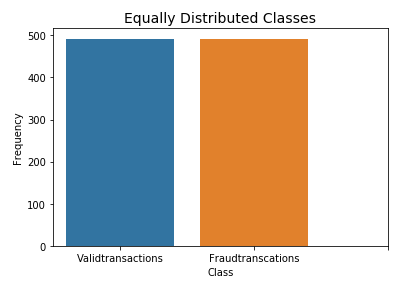 Equally Distributed Classes
500
400
300
200
100
0
Frequency
Validtransactions Fraudtranscations
Class